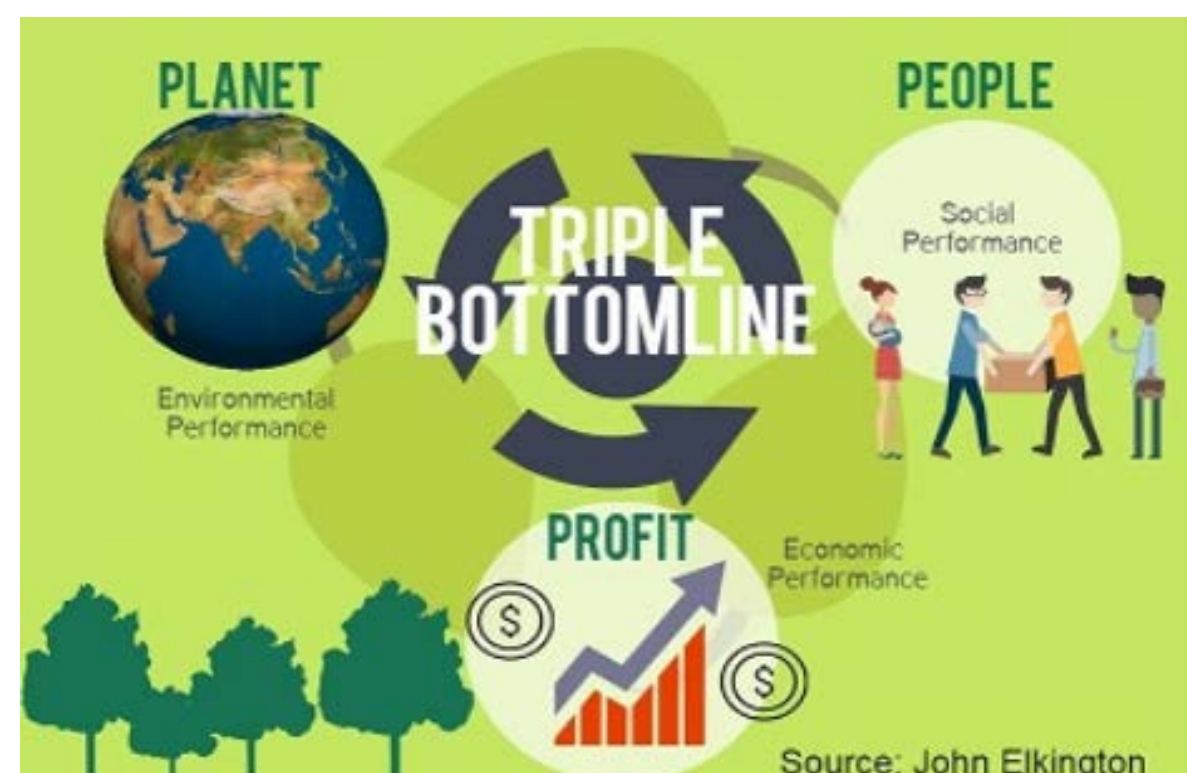 PLANET
PEOPLE
TRIPLE
BOTTOMLINE
Social
Performance
Environmental
Performance
PROFIT
Economic
Performance
$
$
Source: John Elkington